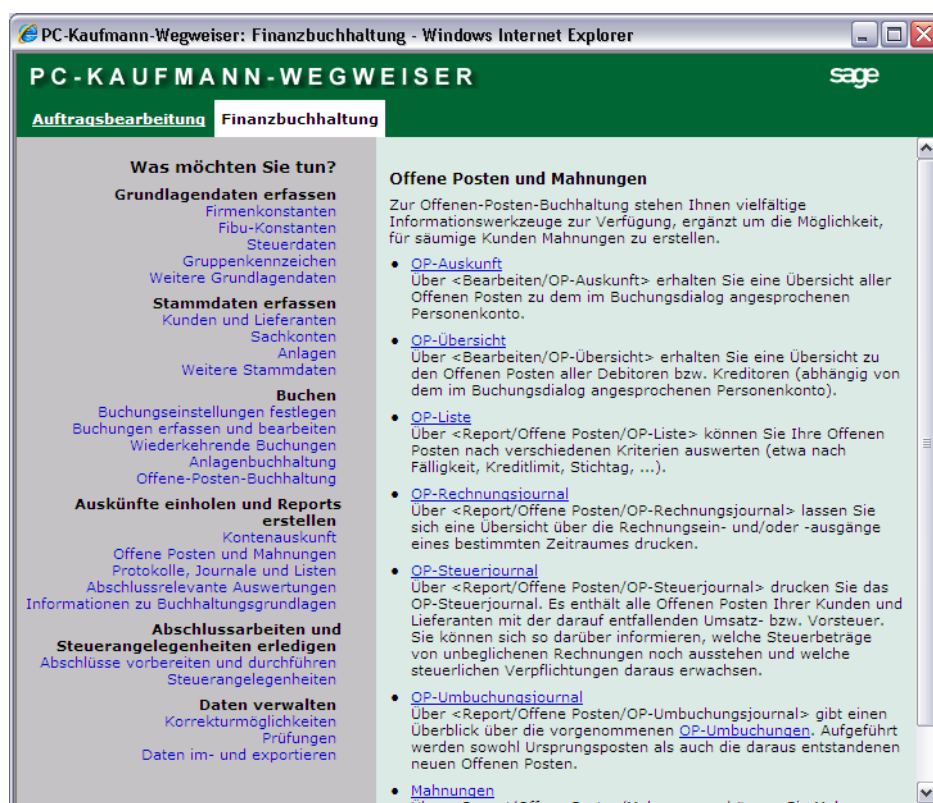 PC-Kaufmann-Wegweiser: Finanzbuchhaltung - Windows Internet Explorer
PC-KAUFMANN-WEGWEISER
sage
Auftragsbearbeitung Finanzbuchhaltung
Was möchten Sie tun?
Grundlagendaten erfassen
Firmenkonstanten
Fibu-Konstanten
Steuerdaten
Gruppenkennzeichen
Weitere Grundlagendaten
Stammdaten erfassen
Kunden und Lieferanten
Sachkonten
Anlagen
Weitere Stammdaten
Buchen
Buchungseinstellungen festlegen
Buchungen erfassen und bearbeiten
Wiederkehrende Buchungen
Anlagenbuchhaltung
Offene-Posten-Buchhaltung
Auskünfte einholen und Reports
erstellen
Kontenauskunft
Offene Posten und Mahnungen
Protokolle, Journale und Listen
Abschlussrelevante Auswertungen
Informationen zu Buchhaltungsgrundlagen
Abschlussarbeiten und
Steuerangelegenheiten erledigen
Abschlüsse vorbereiten und durchführen
Steuerangelegenheiten
Daten verwalten
Korrekturmöglichkeiten
Prüfungen
Daten im- und exportieren
Offene Posten und Mahnungen
Zur Offenen-Posten-Buchhaltung stehen Ihnen vielfältige
Informationswerkzeuge zur Verfügung, ergänzt um die Möglichkeit,
für säumige Kunden Mahnungen zu erstellen.
• OP-Auskunft
Über <Bearbeiten/OP-Auskunft> erhalten Sie eine Übersicht aller
Offenen Posten zu dem im Buchungsdialog angesprochenen
Personenkonto.
• OP-Übersicht
Über <Bearbeiten/OP-Übersicht> erhalten Sie eine Übersicht zu
den Offenen Posten aller Debitoren bzw. Kreditoren (abhängig von
dem im Buchungsdialog angesprochenen Personenkonto).
• OP-Liste
Über <Report/Offene Posten/OP-Liste> können Sie Ihre Offenen
Posten nach verschiedenen Kriterien auswerten (etwa nach
Fälligkeit, Kreditlimit, Stichtag, ...).
• OP-Rechnungsjournal
Über <Report/Offene Posten/OP-Rechnungsjournal> lassen Sie
sich eine Übersicht über die Rechnungsein- und/oder -ausgänge
eines bestimmten Zeitraumes drucken.
• OP-Steuerjournal
Über <Report/Offene Posten/OP-Steuerjournal> drucken Sie das
OP-Steuerjournal. Es enthält alle Offenen Posten Ihrer Kunden und
Lieferanten mit der darauf entfallenden Umsatz- bzw. Vorsteuer.
Sie können sich so darüber informieren, welche Steuerbeträge
von unbeglichenen Rechnungen noch ausstehen und welche
steuerlichen Verpflichtungen daraus erwachsen.
• OP-Umbuchungsjournal
Über <Report/Offene Posten/OP-Umbuchungsjournal> gibt einen
Überblick über die vorgenommenen OP-Umbuchungen. Aufgeführt
werden sowohl Ursprungsposten als auch die daraus entstandenen
neuen Offenen Posten.
• Mahnungen